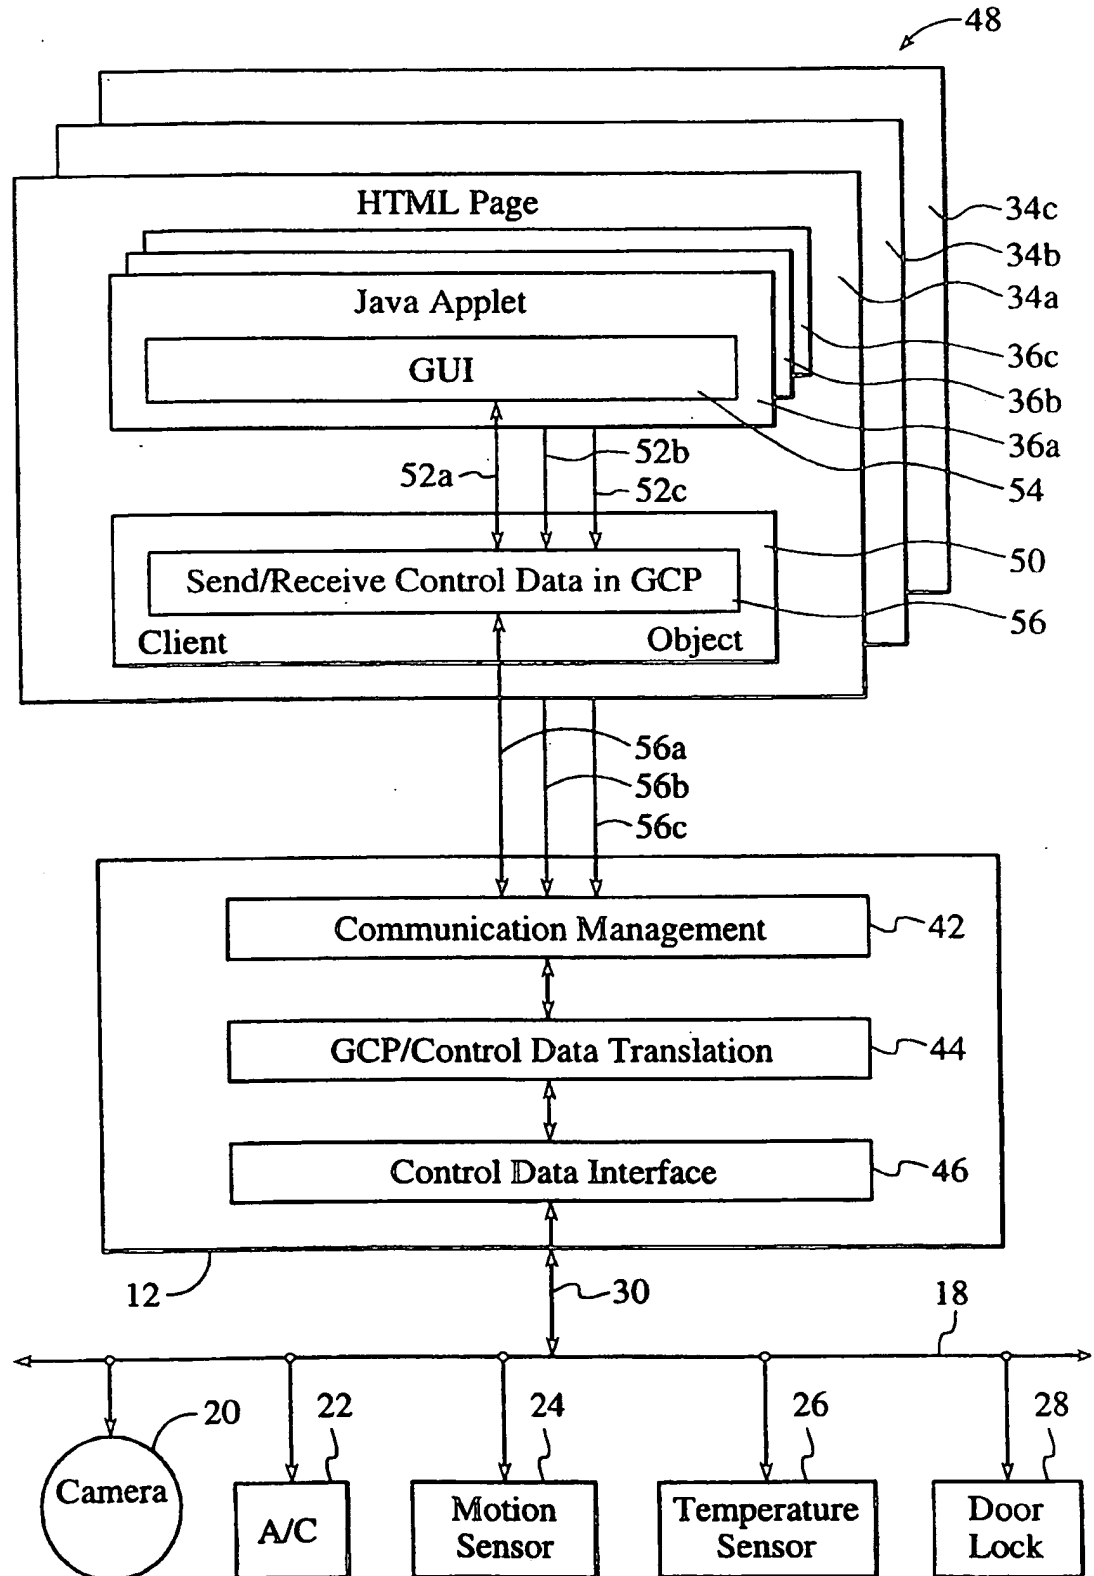 48
HTML Page
34c
34b
34a
Java Applet
36c
GUI
36b
36a
52a
52b
52c
54
50
Send/Receive Control Data in GCP
56
Client
Object
56a
56b
56c
Communication Management
42
GCP/Control Data Translation
44
Control Data Interface
46
12
30
18
20
22
24
26
28
Camera
A/C
Motion
Sensor
Temperature
Sensor
Door
Lock